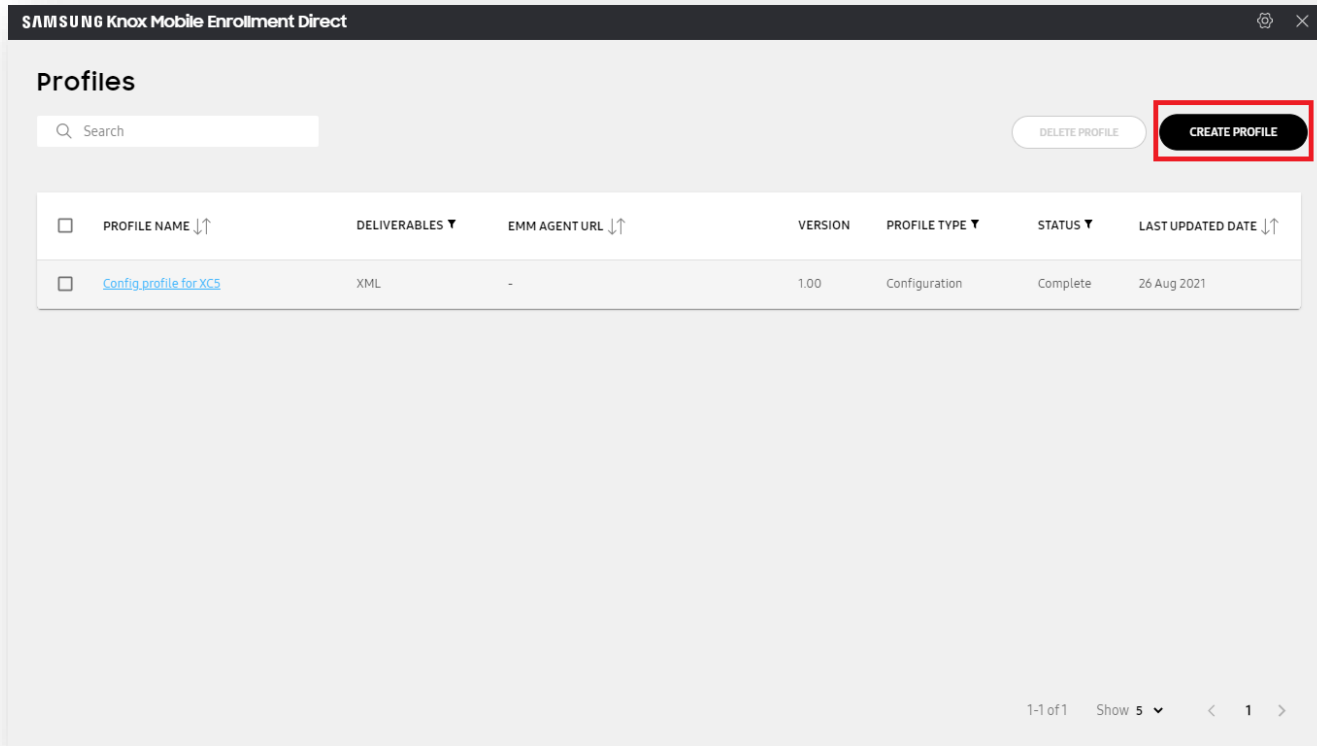 SAMSUNG Knox Mobile Enrollment Direct
Profiles
Search
DELETE PROFILE CREATE PROFILE
PROFILE NAME DELIVERABLES EMM AGENT URL VERSION PROFILE TYPE STATUS LAST UPDATED DATE
Config profile for XC5 XML - 1.00 Configuration Complete 26 Aug 2021
1-1 of 1 Show 5 1